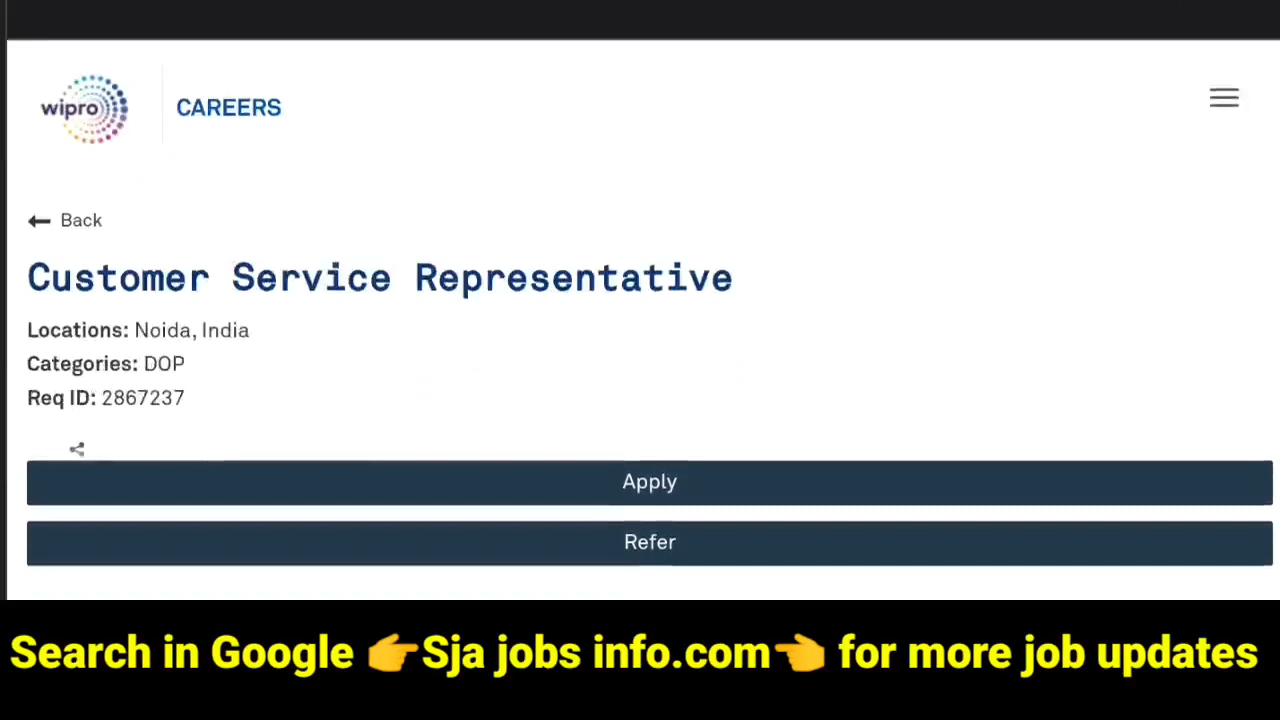 wipro
CAREERS
Back
Customer Service Representative
Locations: Noida, India
Categories: DOP
Req ID: 2867237
Apply
Refer
Search in Google 👉Sja jobs info.com👈 for more job updates